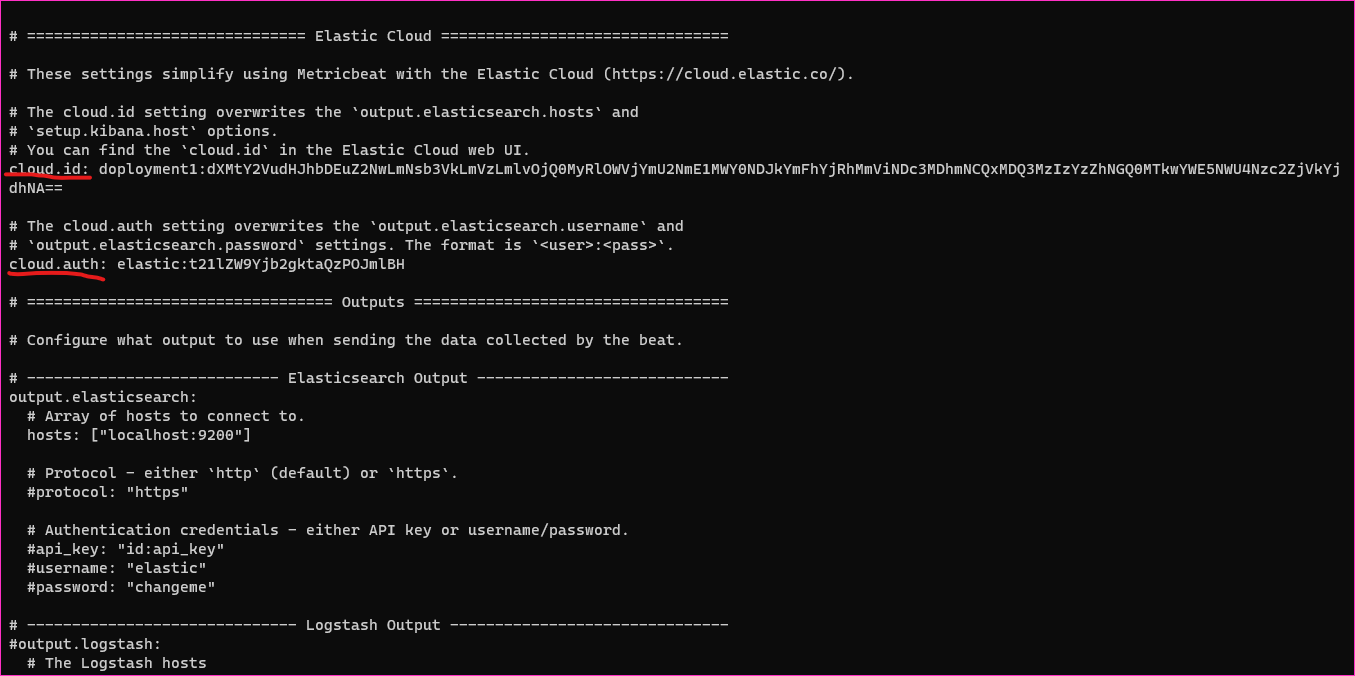 # =============================== Elastic Cloud ================================
# These settings simplify using Metricbeat with the Elastic Cloud (https://cloud.elastic.co/).
# The cloud.id setting overwrites the `output.elasticsearch.hosts` and
# `setup.kibana.host` options.
# You can find the `cloud.id` in the Elastic Cloud web UI.
cloud.id: doployment1:dXMtY2VudHJhbDEuZ2NwLmNsb3VkLmVzLmlvOjQ0MyRlOWVjYmU2NmE1MWY0NDJkYmFhYjRhMmViNDc3MDhmNCQxMDQ3MzIzYzZhNGQ0MTkwYWE5NWU4Nzc2ZjVkYj
dhNA==
# The cloud.auth setting overwrites the `output.elasticsearch.username` and
# `output.elasticsearch.password` settings. The format is `<user>:<pass>`.
cloud.auth: elastic:t21lZW9Yjb2gktaQzPOJmlBH
# ================================== Outputs ===================================
# Configure what output to use when sending the data collected by the beat.
# ---------------------------- Elasticsearch Output ----------------------------
output.elasticsearch:
  # Array of hosts to connect to.
  hosts: ["localhost:9200"]
  # Protocol - either `http` (default) or `https`.
  #protocol: "https"
  # Authentication credentials - either API key or username/password.
  #api_key: "id:api_key"
  #username: "elastic"
  #password: "changeme"
# ------------------------------ Logstash Output -------------------------------
#output.logstash:
  # The Logstash hosts